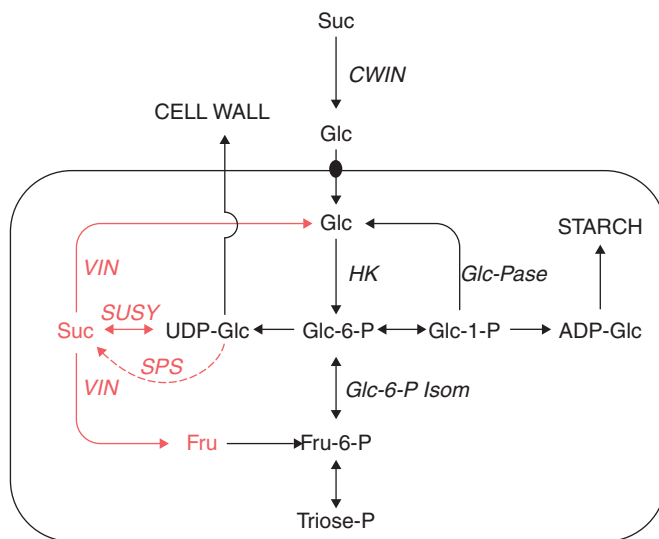 Suc
CWIN
CELL WALL
Glc
Glc
STARCH
VIN
HK
Glc-Pase
Suc
SUSY
UDP-Glc
Glc-6-P
Glc-1-P
ADP-Glc
SPS
VIN
Glc-6-P Isom
Fru
Fru-6-P
Triose-P